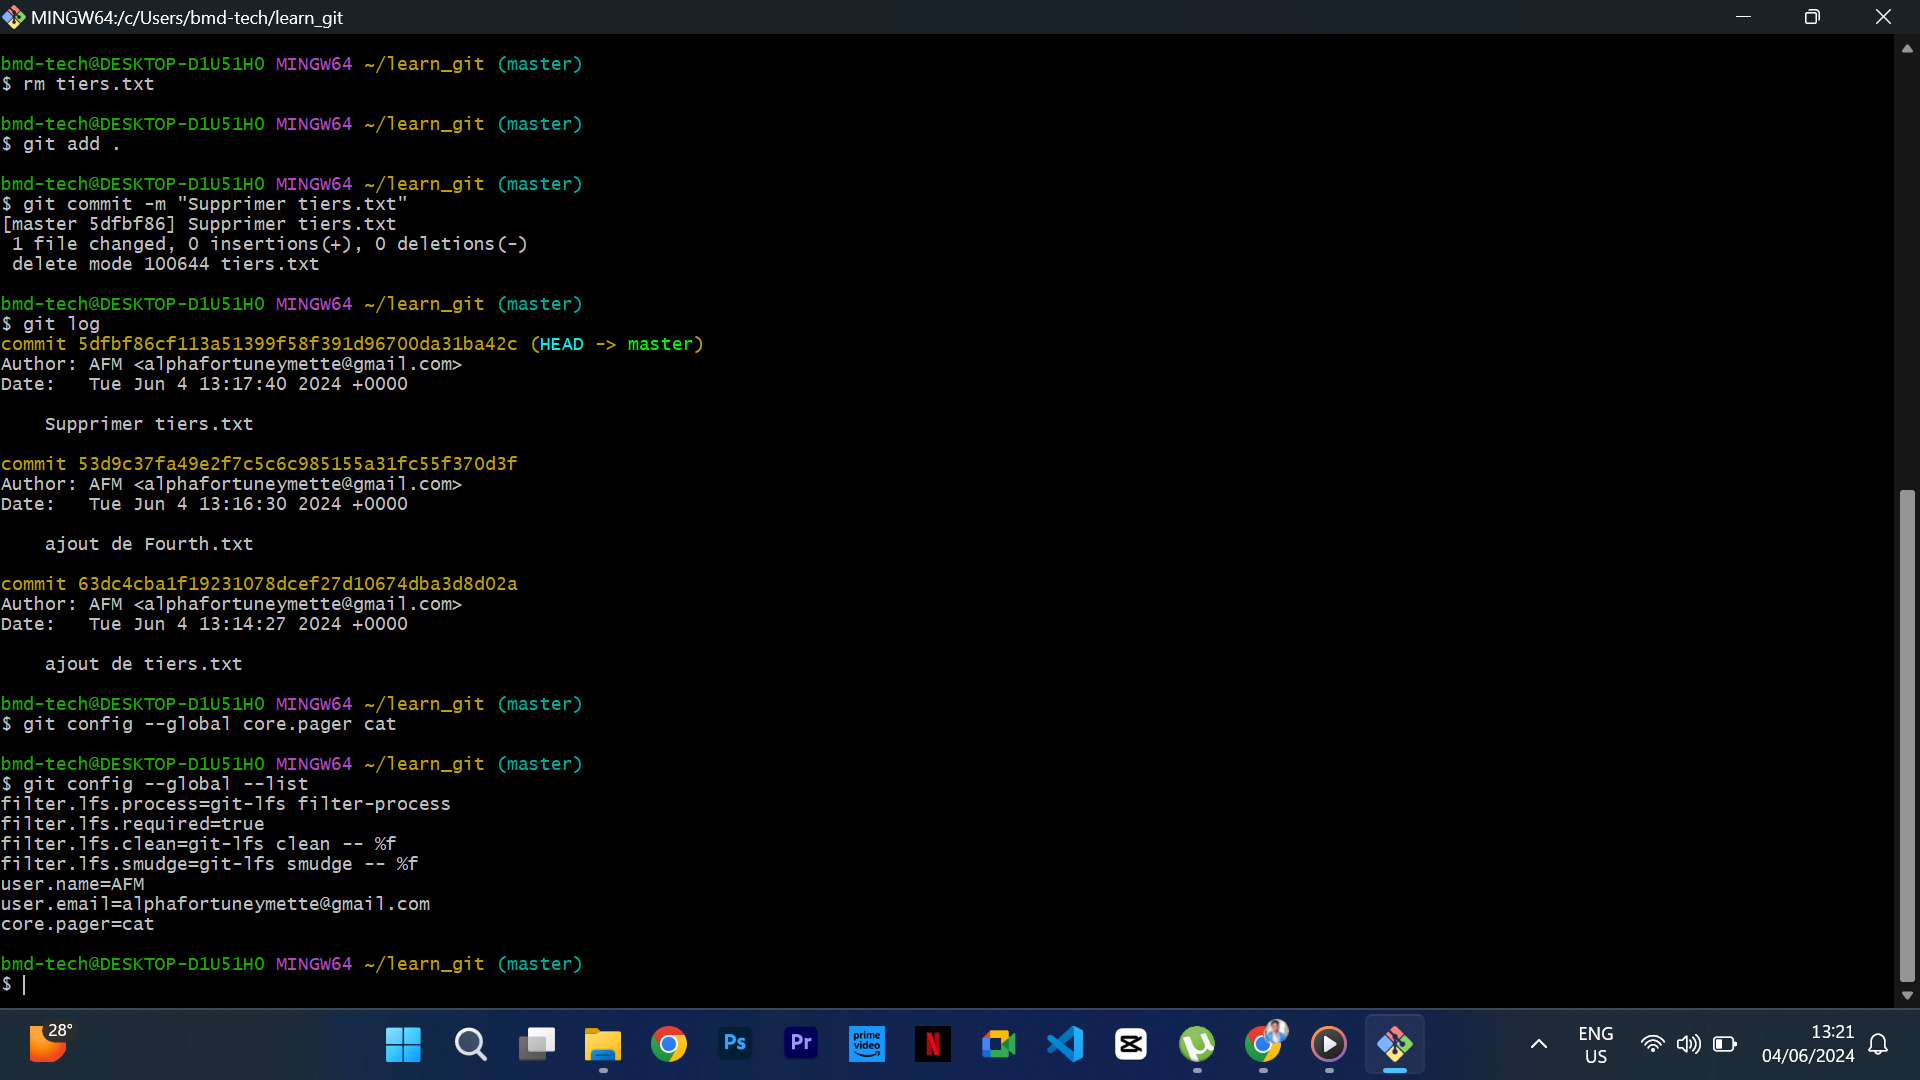 MINGW64:/c/Users/bmd-tech/learn_git
bmd-tech@DESKTOP-D1U51H0 MINGW64 ~/learn_git (master)
$ rm tiers.txt
bmd-tech@DESKTOP-D1U51H0 MINGW64 ~/learn_git (master)
$ git add .
bmd-tech@DESKTOP-D1U51H0 MINGW64 ~/learn_git (master)
$ git commit -m "Supprimer tiers.txt"
[master 5dfbf86] Supprimer tiers.txt
 1 file changed, 0 insertions(+), 0 deletions(-)
 delete mode 100644 tiers.txt
bmd-tech@DESKTOP-D1U51H0 MINGW64 ~/learn_git (master)
$ git log
commit 5dfbf86cf113a51399f58f391d96700da31ba42c (HEAD -> master)
Author: AFM <alphafortuneymette@gmail.com>
Date:   Tue Jun 4 13:17:40 2024 +0000
    Supprimer tiers.txt
commit 53d9c37fa49e2f7c5c6c985155a31fc55f370d3f
Author: AFM <alphafortuneymette@gmail.com>
Date:   Tue Jun 4 13:16:30 2024 +0000
    ajout de Fourth.txt
commit 63dc4cba1f19231078dcef27d10674dba3d8d02a
Author: AFM <alphafortuneymette@gmail.com>
Date:   Tue Jun 4 13:14:27 2024 +0000
    ajout de tiers.txt
bmd-tech@DESKTOP-D1U51H0 MINGW64 ~/learn_git (master)
$ git config --global core.pager cat
bmd-tech@DESKTOP-D1U51H0 MINGW64 ~/learn_git (master)
$ git config --global --list
filter.lfs.process=git-lfs filter-process
filter.lfs.required=true
filter.lfs.clean=git-lfs clean -- %f
filter.lfs.smudge=git-lfs smudge -- %f
user.name=AFM
user.email=alphafortuneymette@gmail.com
core.pager=cat
bmd-tech@DESKTOP-D1U51H0 MINGW64 ~/learn_git (master)
$
28°
Ps
Pr
prime video
N
ENG
US
13:21
04/06/2024